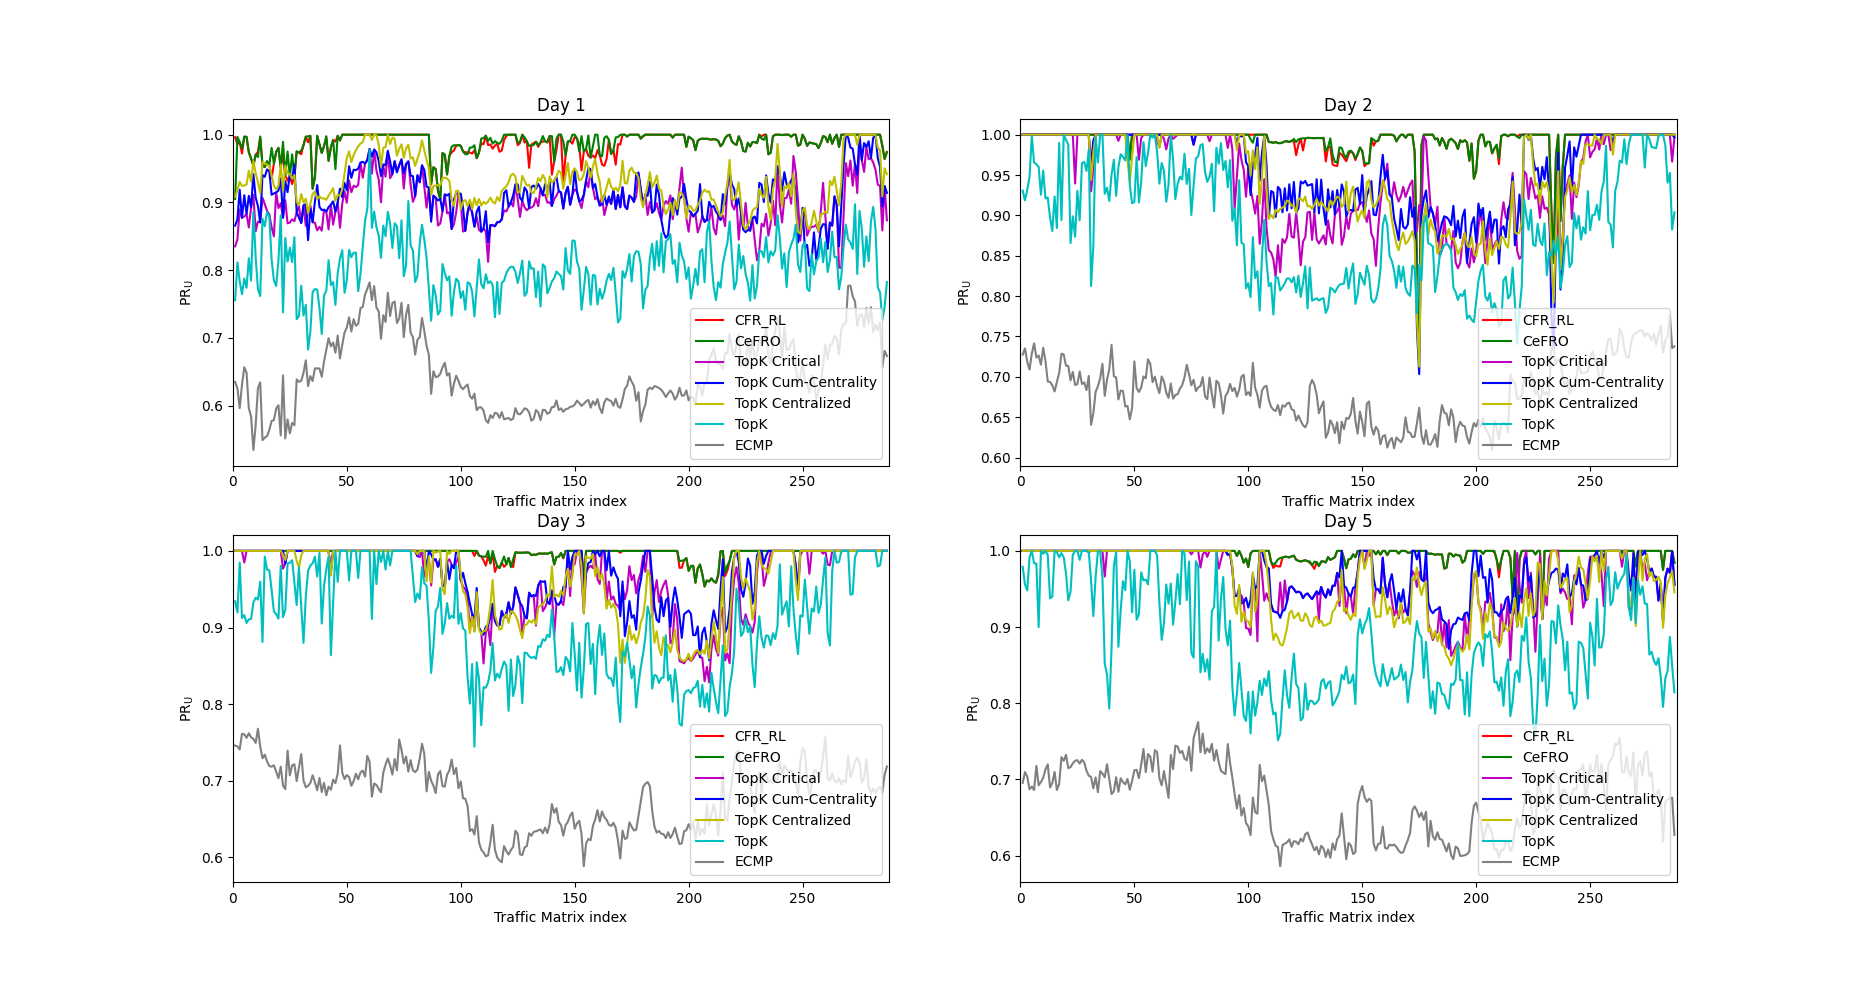 Day 1
1.0
0.9
0.8
0.7
0.6
PR_U
CFR_RL
CeFRO
TopK Critical
TopK Cum-Centrality
TopK Centralized
TopK
ECMP
0 50 100 150 200 250
Traffic Matrix index
Day 2
1.00
0.95
0.90
0.85
0.80
0.75
0.70
0.65
0.60
PR_U
CFR_RL
CeFRO
TopK Critical
TopK Cum-Centrality
TopK Centralized
TopK
ECMP
0 50 100 150 200 250
Traffic Matrix index
Day 3
1.0
0.9
0.8
0.7
0.6
PR_U
CFR_RL
CeFRO
TopK Critical
TopK Cum-Centrality
TopK Centralized
TopK
ECMP
0 50 100 150 200 250
Traffic Matrix index
Day 5
1.0
0.9
0.8
0.7
0.6
PR_U
CFR_RL
CeFRO
TopK Critical
TopK Cum-Centrality
TopK Centralized
TopK
ECMP
0 50 100 150 200 250
Traffic Matrix index